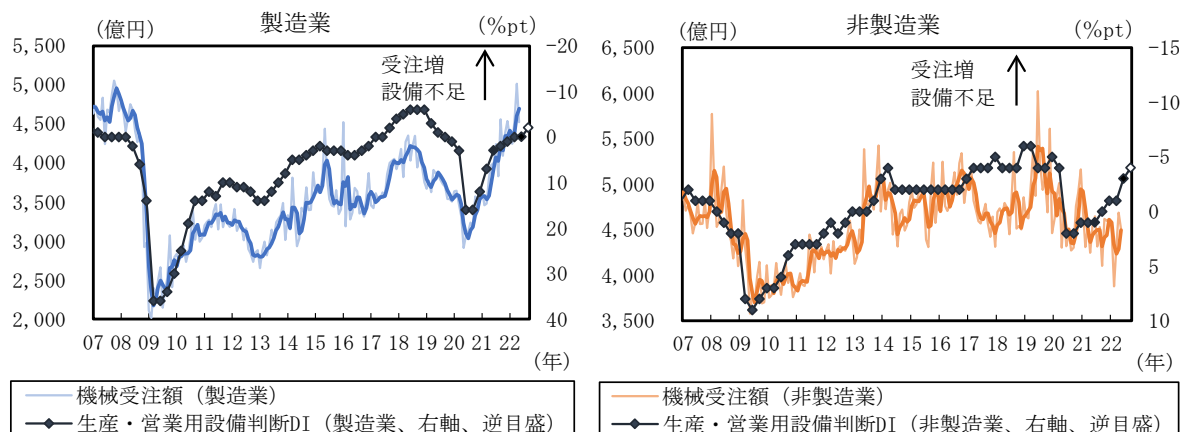 製造業
(億円)
(%pt)
5,500
5,000
4,500
4,000
3,500
3,000
2,500
2,000
-20
-10
0
10
20
30
40
受注増
設備不足
07 08 09 10 11 12 13 14 15 16 17 18 19 20 21 22
(年)
機械受注額（製造業）
生産・営業用設備判断DI（製造業、右軸、逆目盛）
非製造業
(億円)
(%pt)
6,500
6,000
5,500
5,000
4,500
4,000
3,500
-15
-10
-5
0
5
10
受注増
設備不足
07 08 09 10 11 12 13 14 15 16 17 18 19 20 21 22
(年)
機械受注額（非製造業）
生産・営業用設備判断DI（非製造業、右軸、逆目盛）